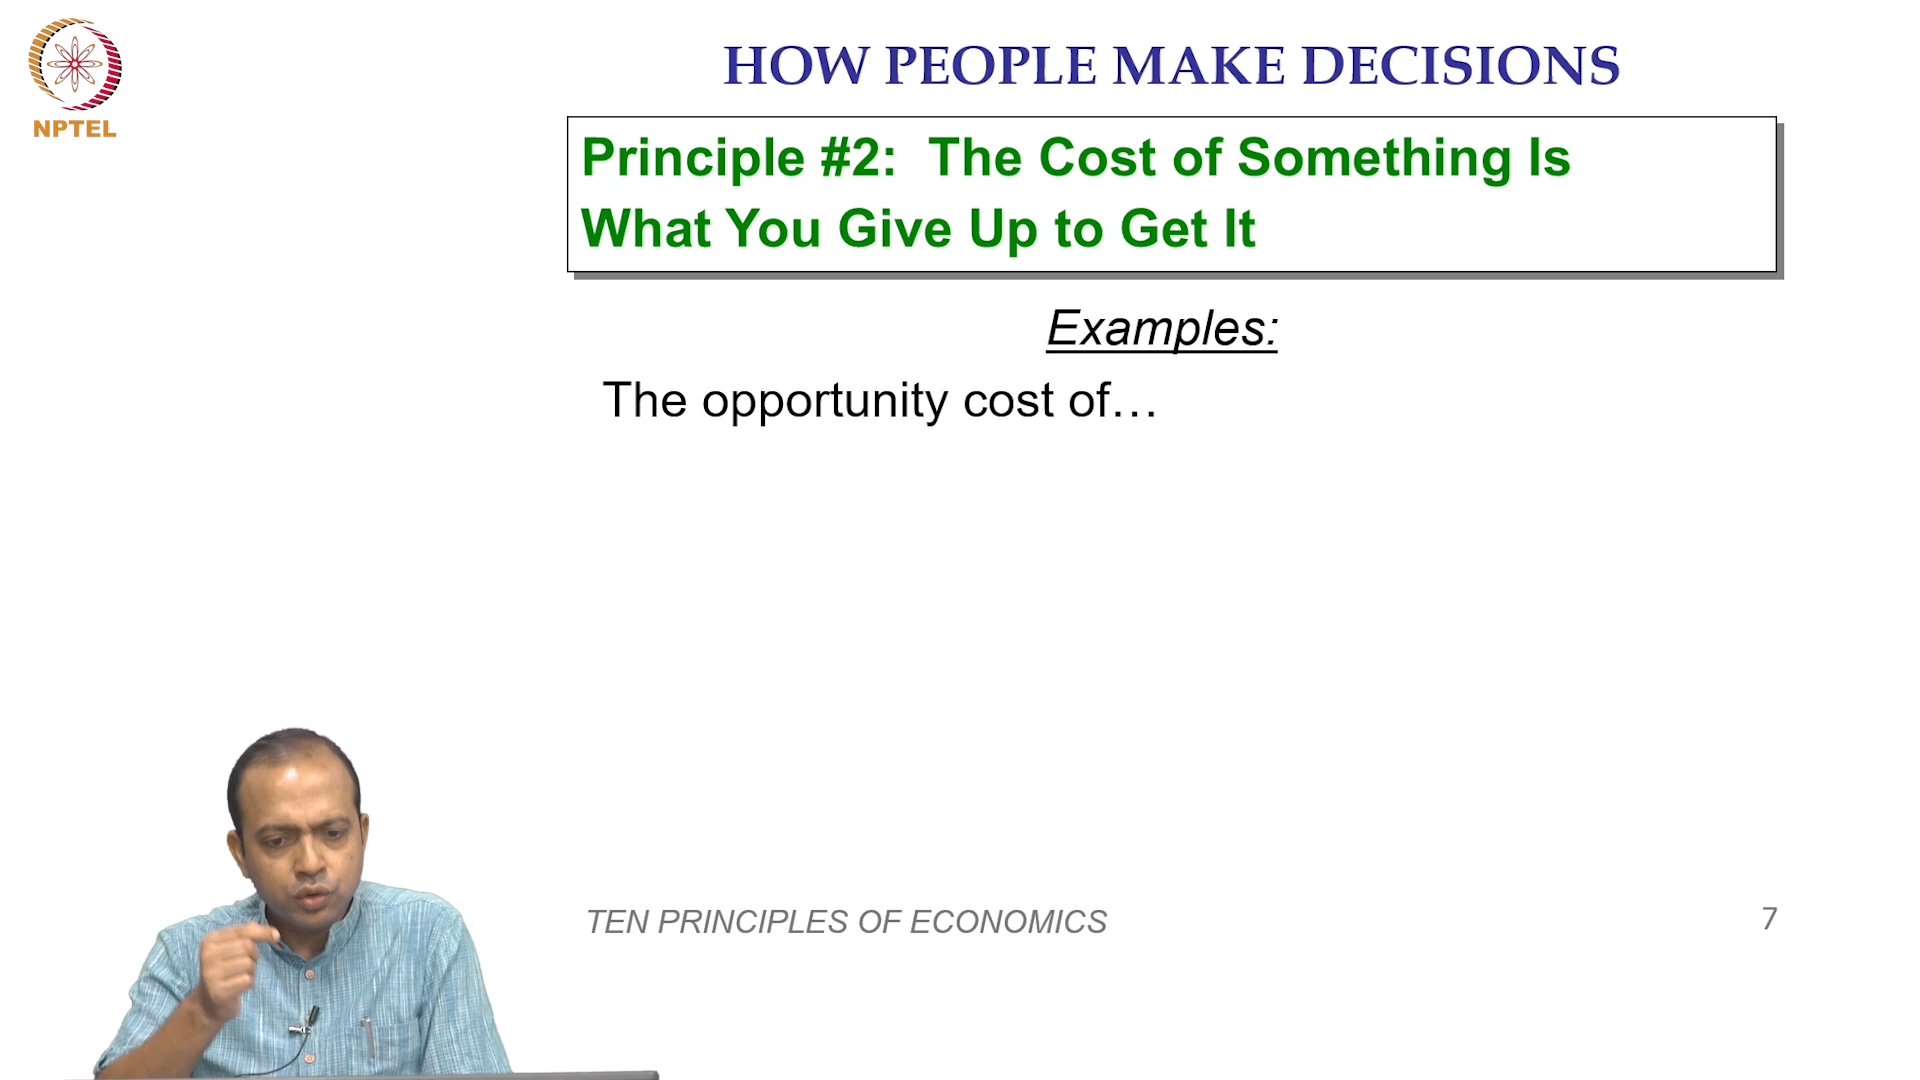 NPTEL
HOW PEOPLE MAKE DECISIONS
Principle #2:  The Cost of Something Is
What You Give Up to Get It
Examples:
The opportunity cost of…
TEN PRINCIPLES OF ECONOMICS
7